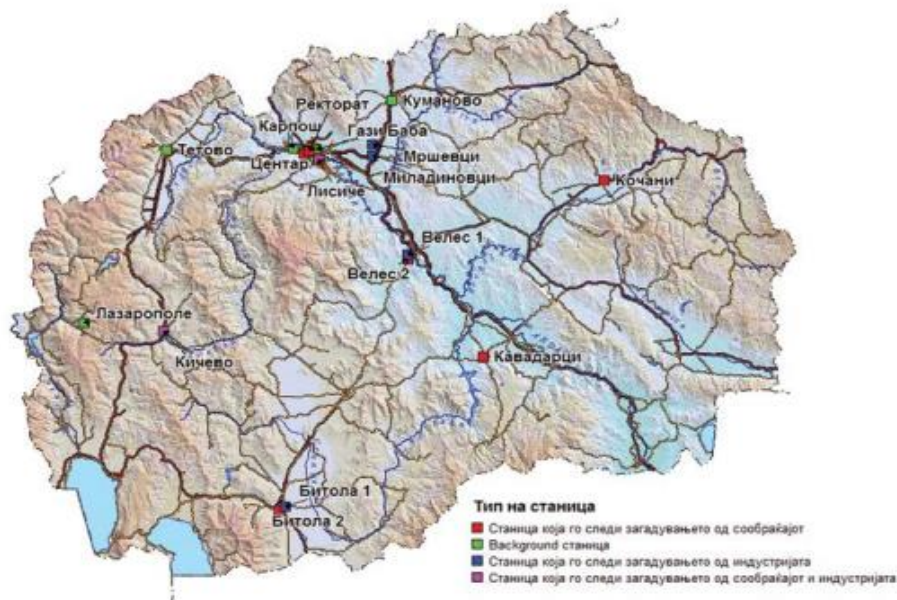 Ректорат
Куманово
Карпош
Гази Баба
Тетово
Центар
Мршевци
Миладиновци
Лисиче
Кочани
Велес 1
Велес 2
Лазарополе
Кичево
Кавадарци
Битола 1
Битола 2
Тип на станица
Станица која го следи загадувањето од сообраќајот
Background станица
Станица која го следи загадувањето од индустријата
Станица која го следи загадувањето од сообраќајот и индустријата